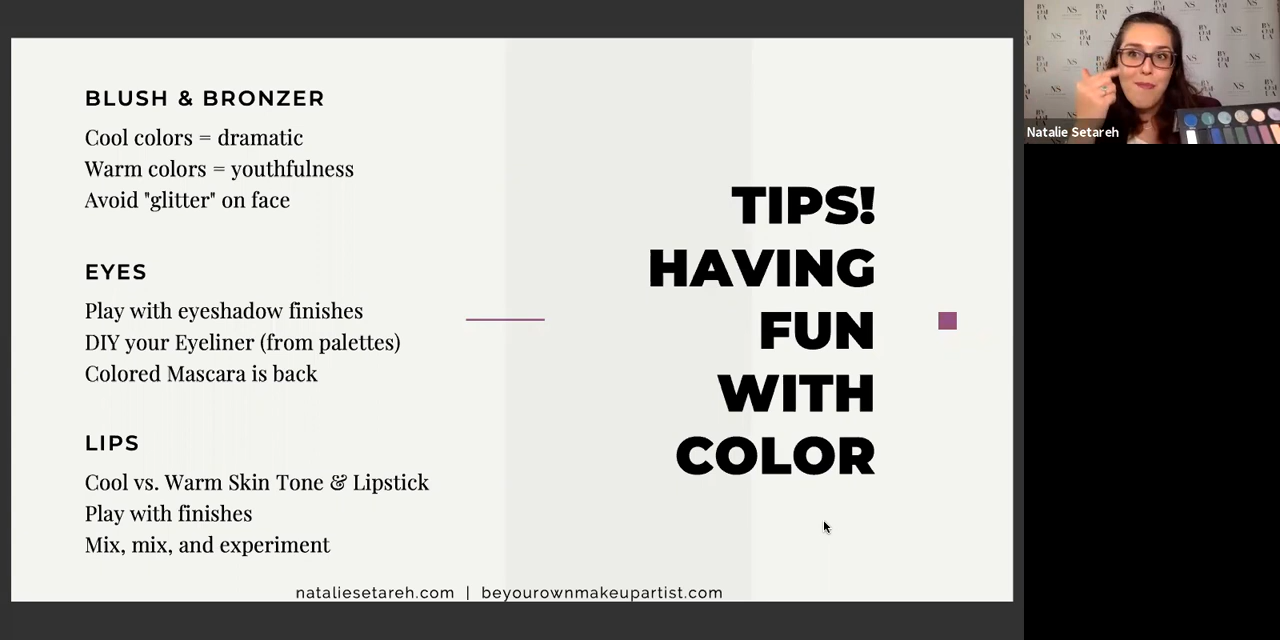 BLUSH & BRONZER
Cool colors = dramatic
Warm colors = youthfulness
Avoid "glitter" on face
EYES
Play with eyeshadow finishes
DIY your Eyeliner (from palettes)
Colored Mascara is back
LIPS
Cool vs. Warm Skin Tone & Lipstick
Play with finishes
Mix, mix, and experiment
TIPS!
HAVING
FUN
WITH
COLOR
nataliesetareh.com | beyourownmakeupartist.com
Natalie Setareh
NS